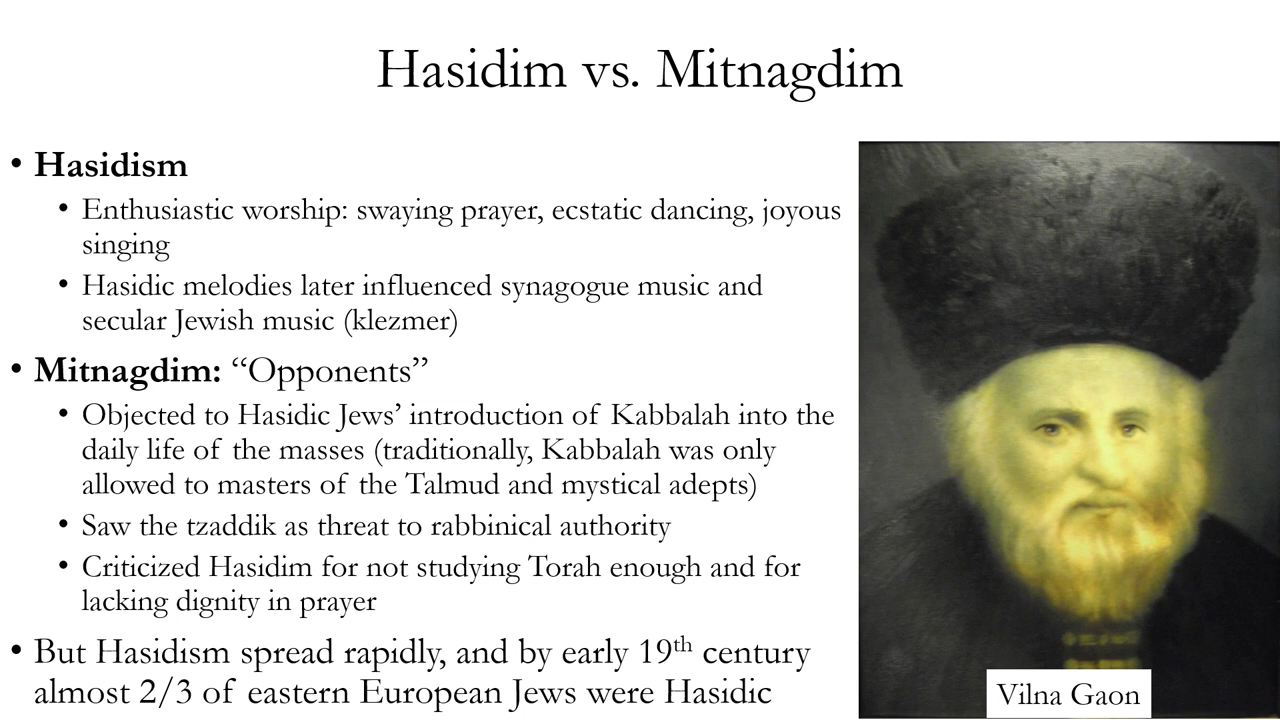 Hasidim vs. Mitnagdim
• Hasidism
• Enthusiastic worship: swaying prayer, ecstatic dancing, joyous
singing
• Hasidic melodies later influenced synagogue music and
secular Jewish music (klezmer)
• Mitnagdim: “Opponents”
• Objected to Hasidic Jews’ introduction of Kabbalah into the
daily life of the masses (traditionally, Kabbalah was only
allowed to masters of the Talmud and mystical adepts)
• Saw the tzaddik as threat to rabbinical authority
• Criticized Hasidim for not studying Torah enough and for
lacking dignity in prayer
• But Hasidism spread rapidly, and by early 19th century
almost 2/3 of eastern European Jews were Hasidic
Vilna Gaon